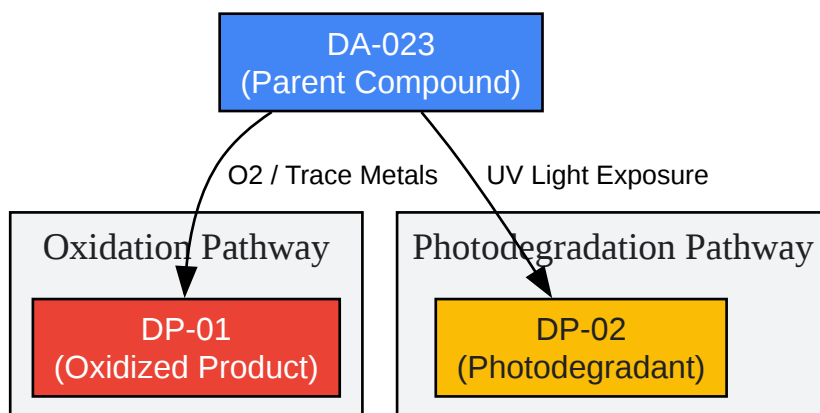 DA-023
(Parent Compound)
O2 / Trace Metals
UV Light Exposure
Oxidation Pathway
Photodegradation Pathway
DP-01
(Oxidized Product)
DP-02
(Photodegradant)